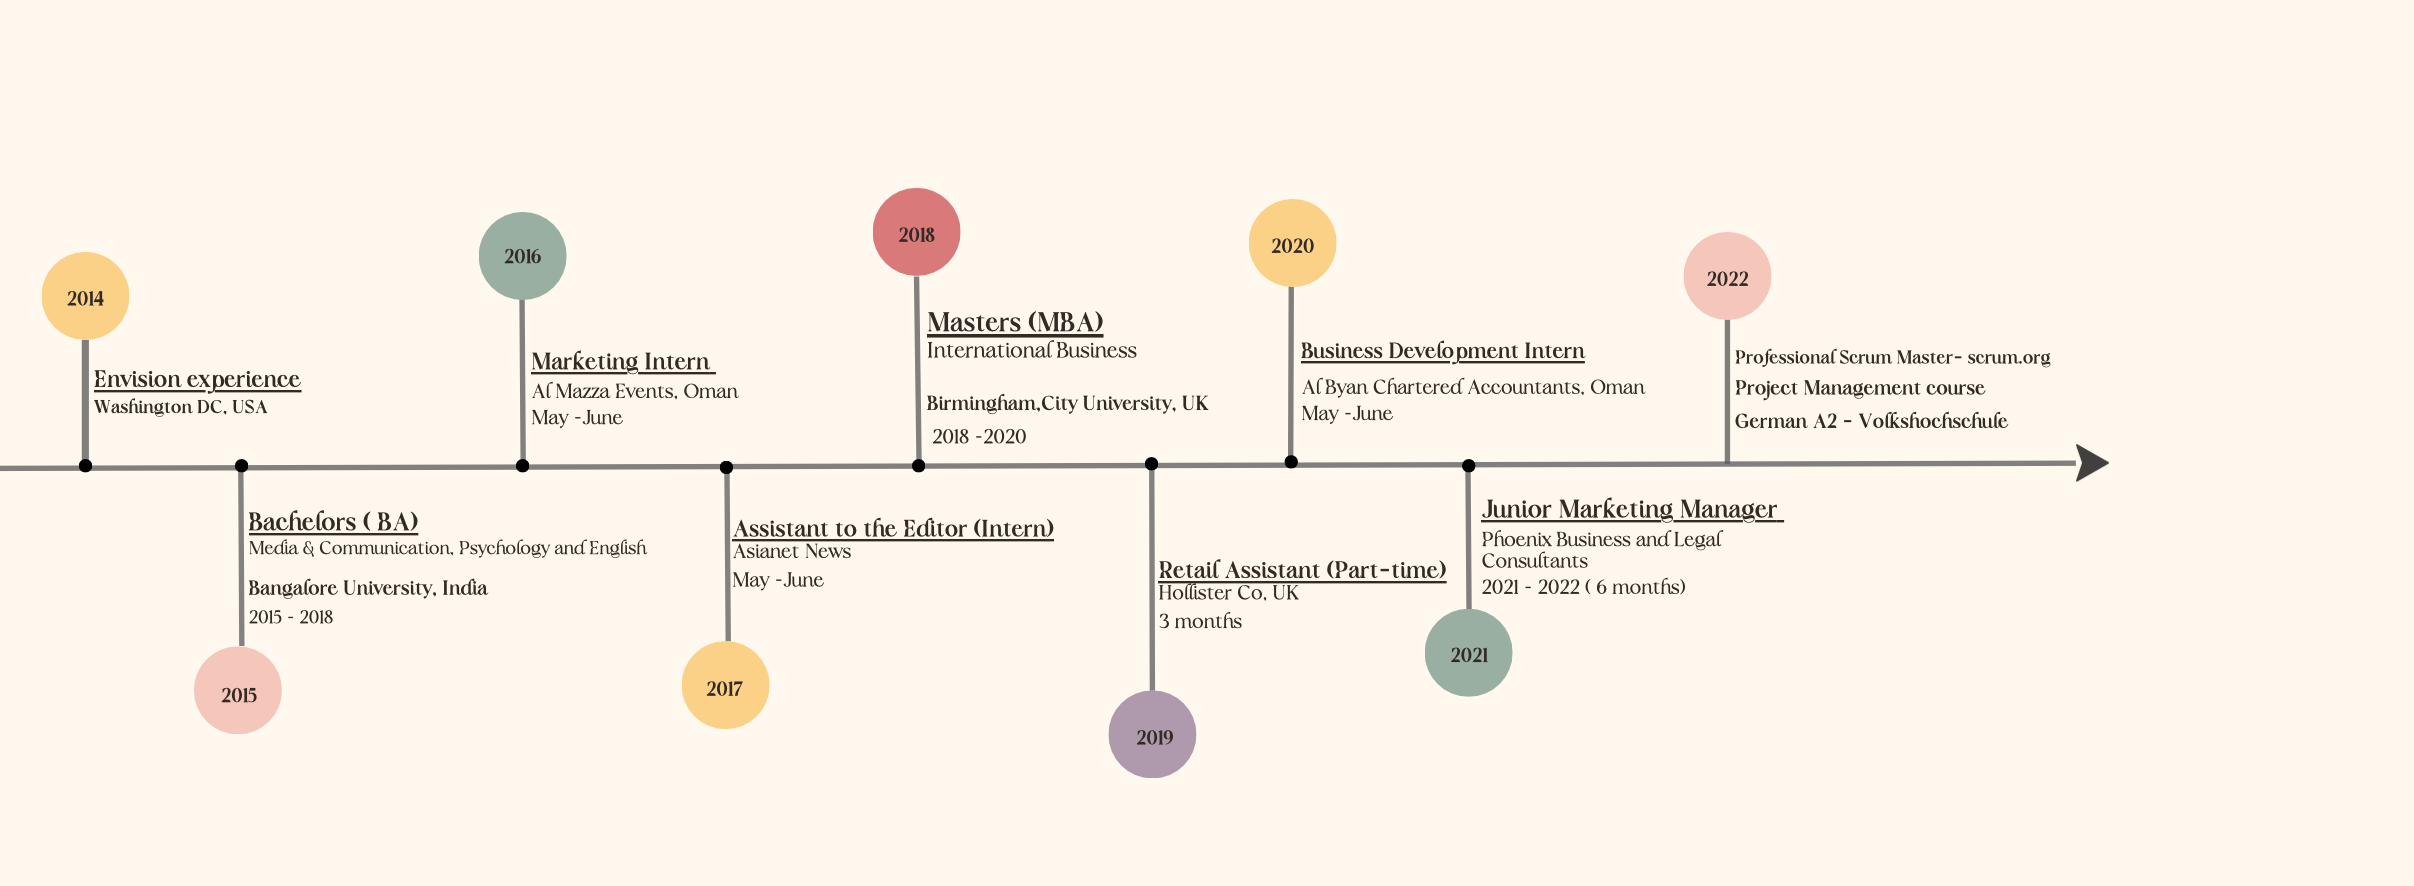 2014
Envision experience
Washington DC, USA
2015
Bachelors ( BA)
Media & Communication, Psychology and English
Bangalore University, India
2015 - 2018
2016
Marketing Intern
Al Mazza Events, Oman
May -June
2017
Assistant to the Editor (Intern)
Asianet News
May -June
2018
Masters (MBA)
International Business
Birmingham,City University, UK
2018 -2020
2019
Retail Assistant (Part-time)
Hollister Co, UK
3 months
2020
Business Development Intern
Al Byan Chartered Accountants, Oman
May -June
2021
Junior Marketing Manager
Phoenix Business and Legal
Consultants
2021 - 2022 ( 6 months)
2022
Professional Scrum Master- scrum.org
Project Management course
German A2 - Volkshochschule